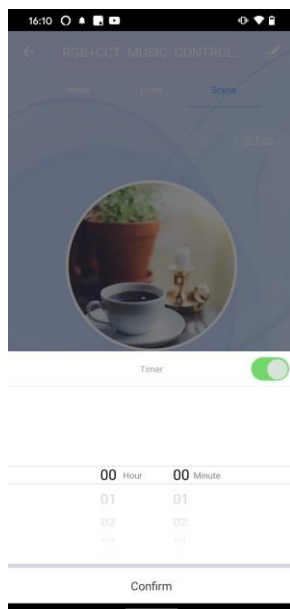 16:10
RGB+CCT MUSIC CONTROL...
White Color Scene
Edit
Timer
00 Hour 00 Minute
01 01
02 02
Confirm